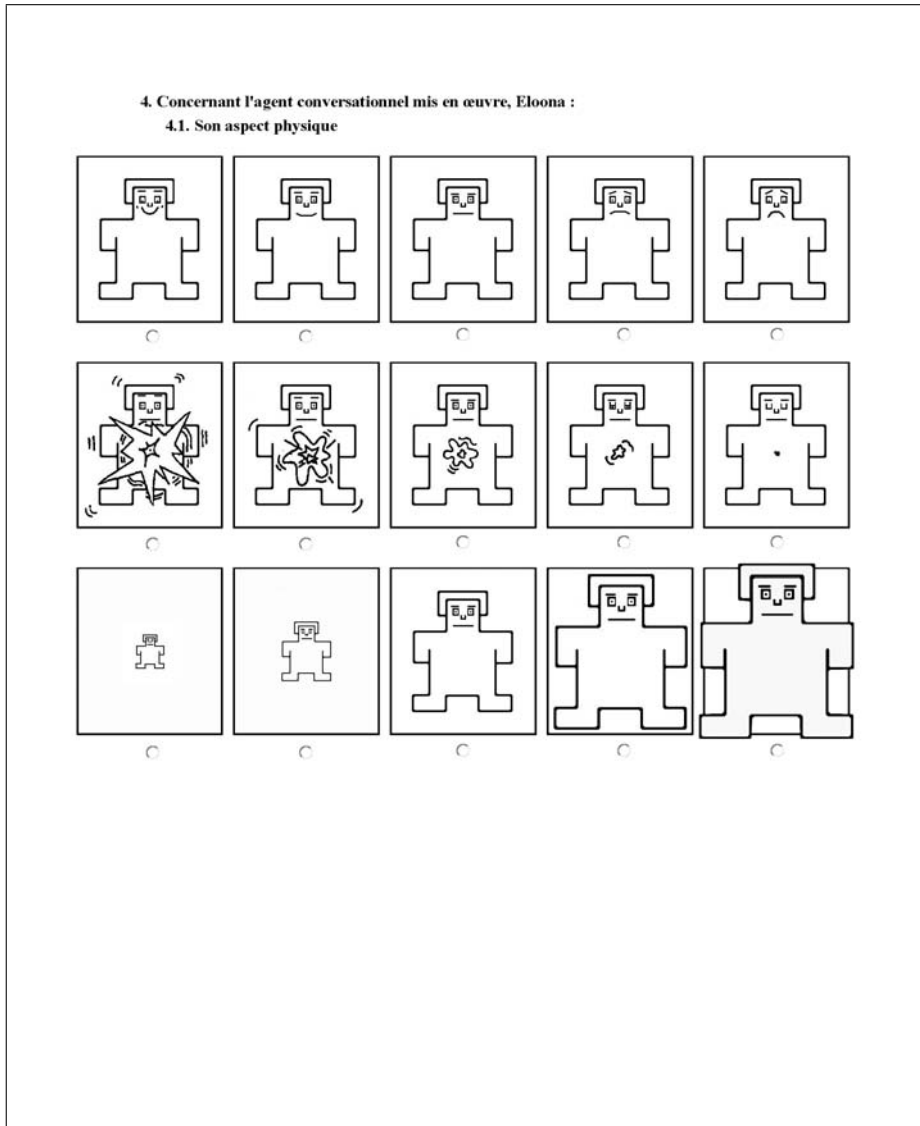 4. Concernant l'agent conversationnel mis en œuvre, Eloona :
4.1. Son aspect physique